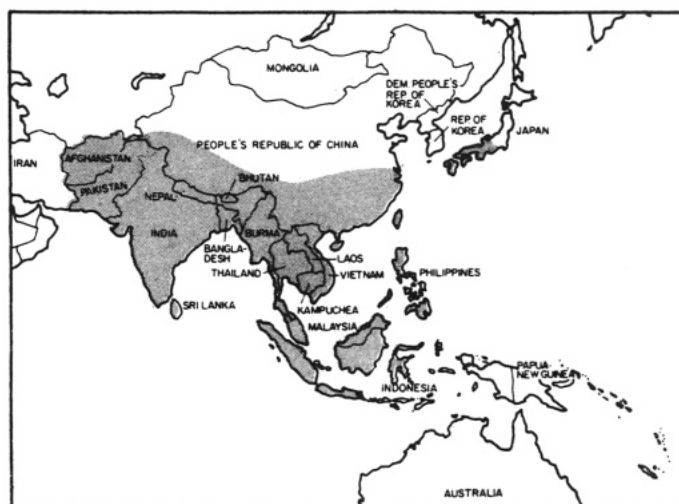 MONGOLIA
DEM. PEOPLE'S
REP OF
KOREA
REP OF
KOREA
JAPAN
PEOPLE'S REPUBLIC OF CHINA
IRAN
AFGHANISTAN
PAKISTAN
NEPAL
BHUTAN
INDIA
BANGLA-
DESH
BURMA
LAOS
THAILAND
VIETNAM
PHILIPPINES
SRI LANKA
KAMPUCHEA
MALAYSIA
INDONESIA
PAPUA
NEW GUINEA
AUSTRALIA